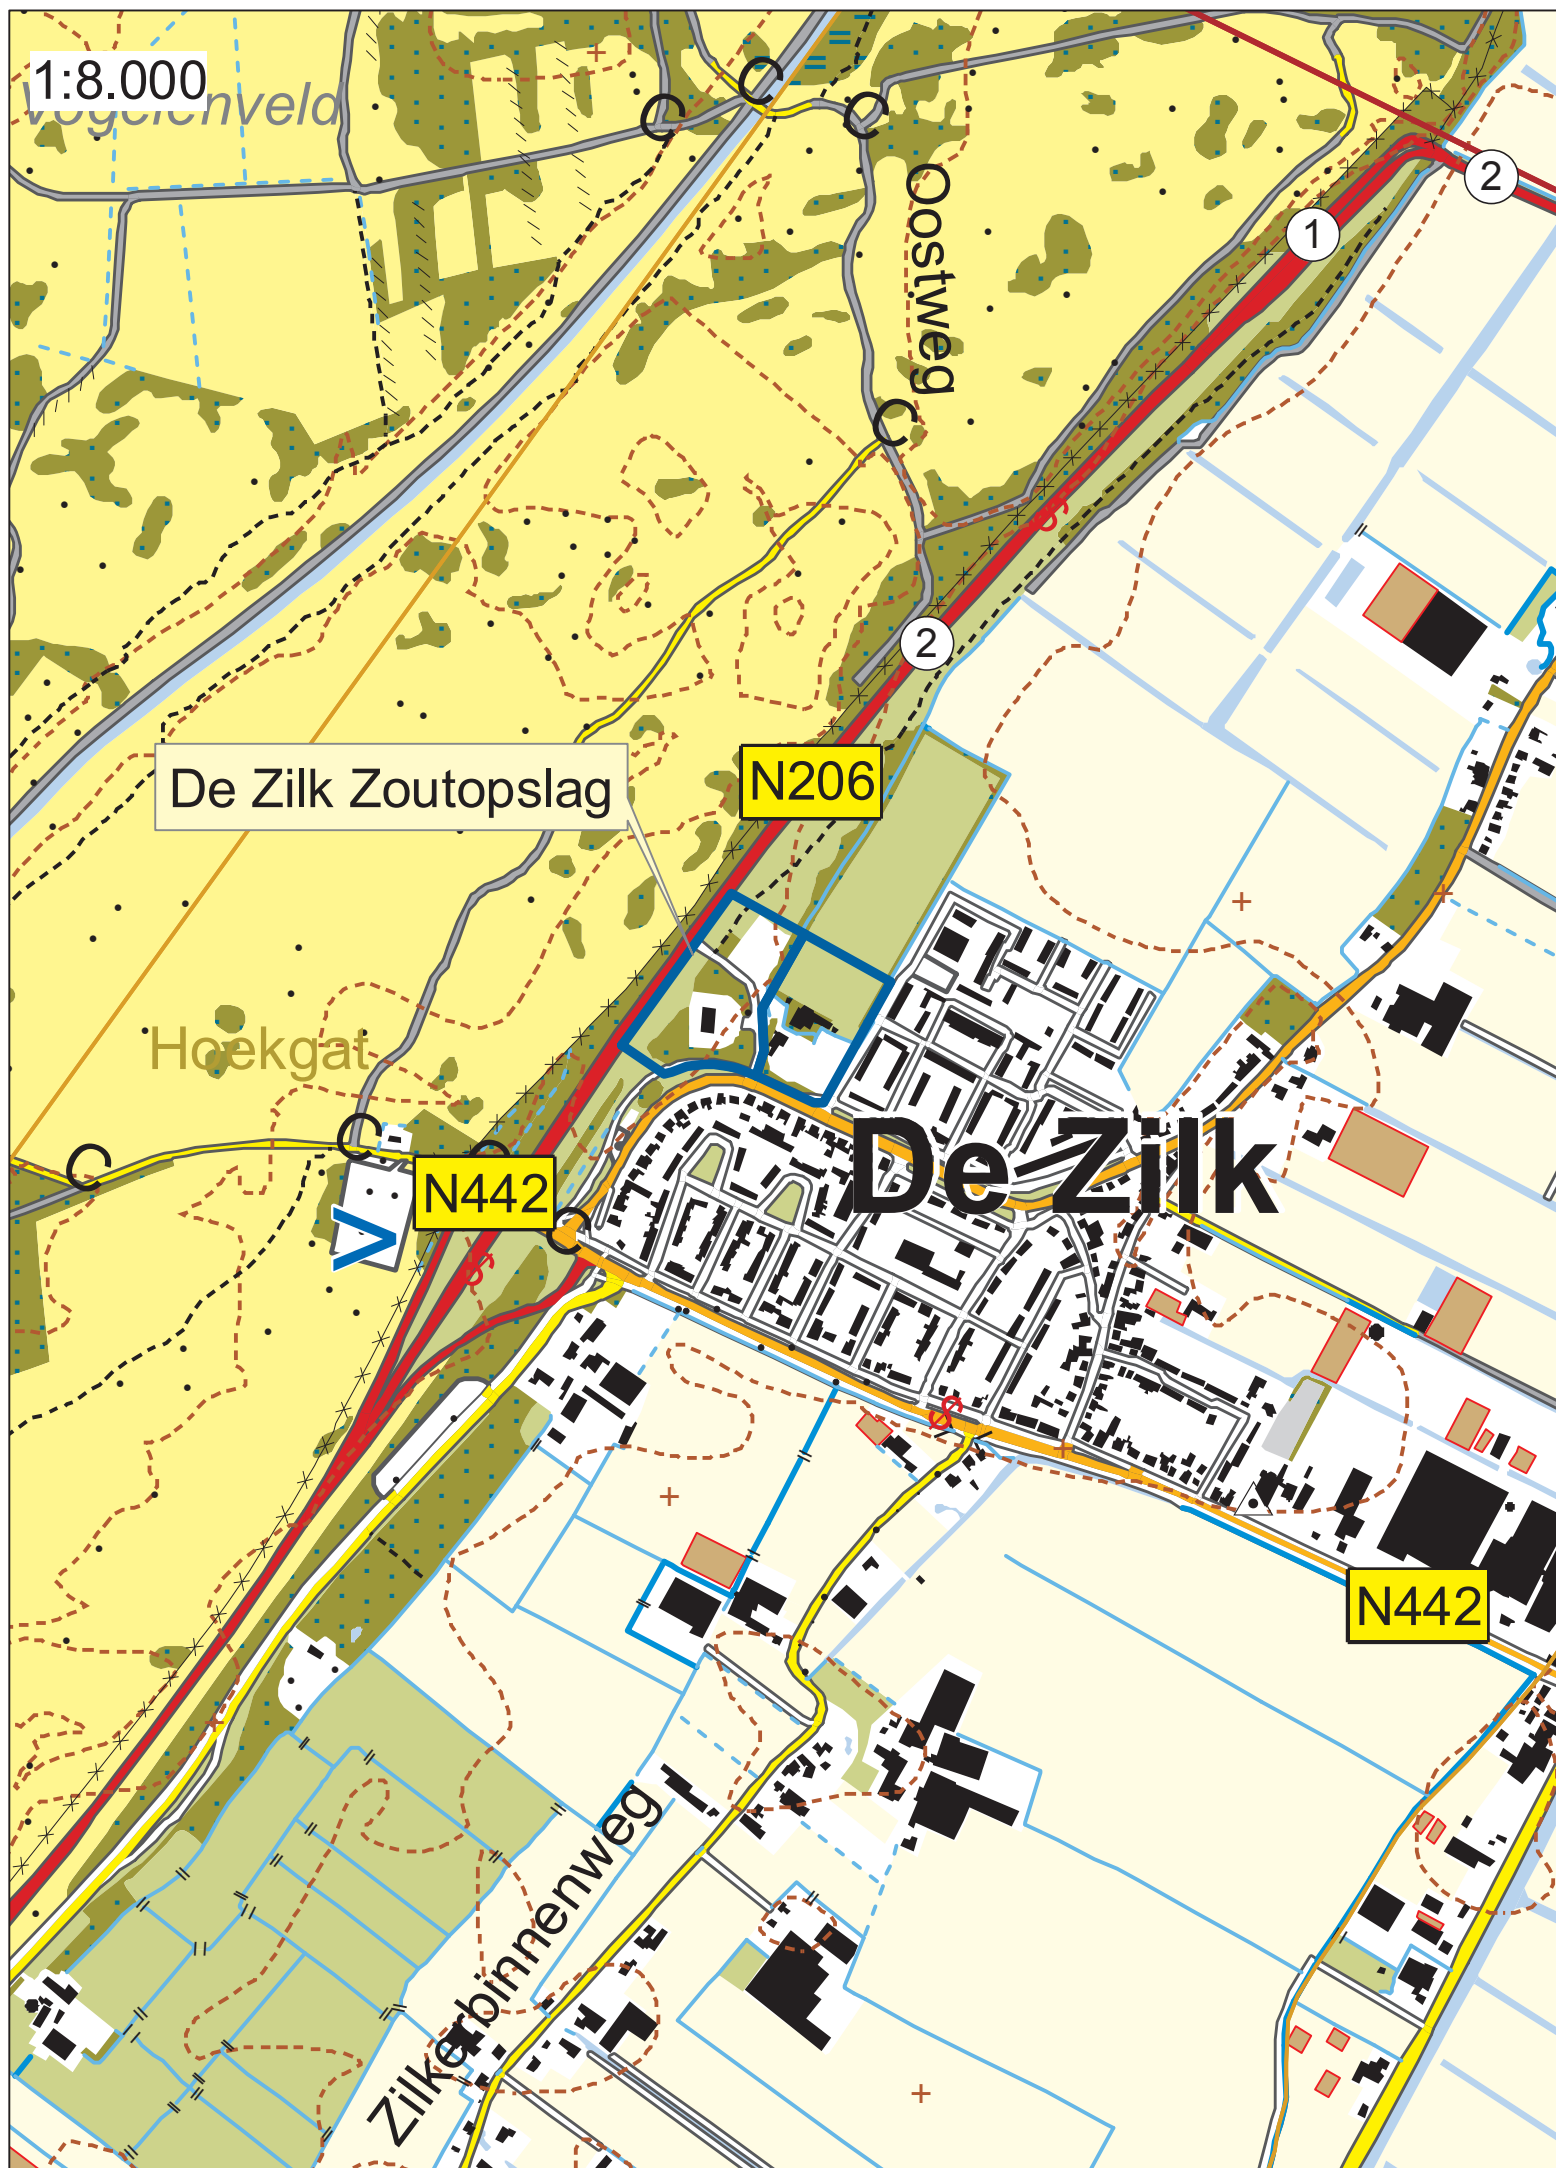 1:8.000
Vogelenveld
Oostweg
2
1
2
De Zilk Zoutopslag
N206
Hoekgat
De Zilk
N442
V
N442
Zilkerbinnenweg